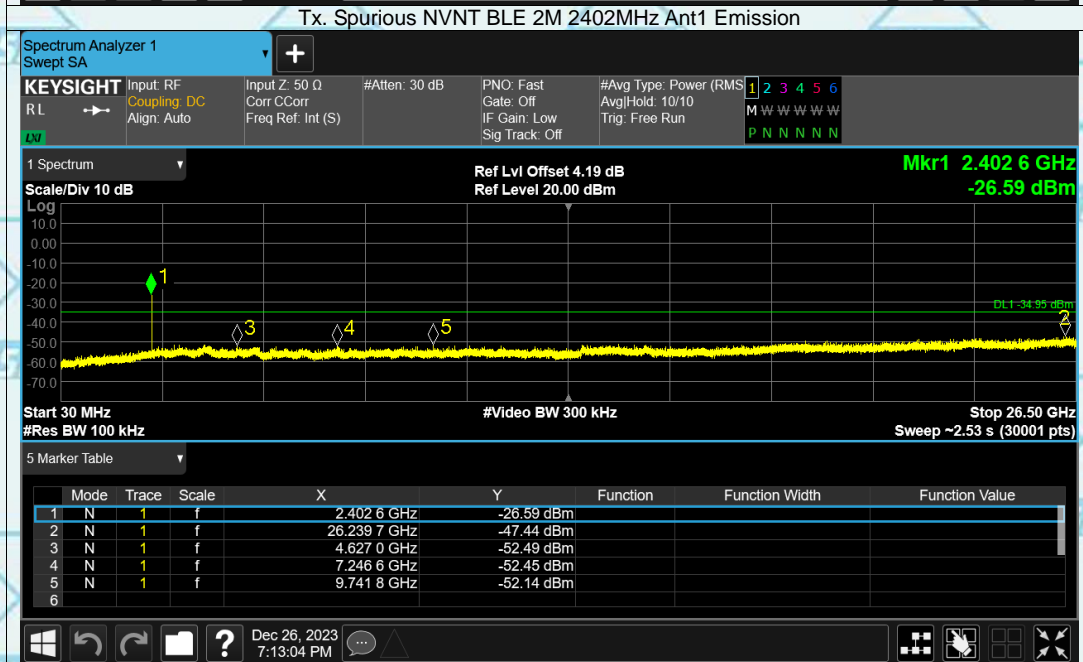 Tx. Spurious NVNT BLE 2M 2402MHz Ant1 Emission
Spectrum Analyzer 1
Swept SA
+
KEYSIGHT
RL
LXI
Input: RF
Coupling: DC
Align: Auto
Input Z: 50 Ω
Corr CCorr
Freq Ref: Int (S)
#Atten: 30 dB
PNO: Fast
Gate: Off
IF Gain: Low
Sig Track: Off
#Avg Type: Power (RMS
Avg|Hold: 10/10
Trig: Free Run
1 2 3 4 5 6
M W W W W W
P N N N N N
1 Spectrum
Scale/Div 10 dB
Ref Lvl Offset 4.19 dB
Ref Level 20.00 dBm
Mkr1 2.402 6 GHz
-26.59 dBm
Log
10.0
0.00
-10.0
-20.0
-30.0
-40.0
-50.0
-60.0
-70.0
1
3
4
5
2
DL1 -34.95 dBm
Start 30 MHz
#Video BW 300 kHz
Stop 26.50 GHz
#Res BW 100 kHz
Sweep ~2.53 s (30001 pts)
5 Marker Table
Mode Trace Scale X Y Function Function Width Function Value
1 N 1 f 2.402 6 GHz -26.59 dBm
2 N 1 f 26.239 7 GHz -47.44 dBm
3 N 1 f 4.627 0 GHz -52.49 dBm
4 N 1 f 7.246 6 GHz -52.45 dBm
5 N 1 f 9.741 8 GHz -52.14 dBm
6
?
Dec 26, 2023
7:13:04 PM